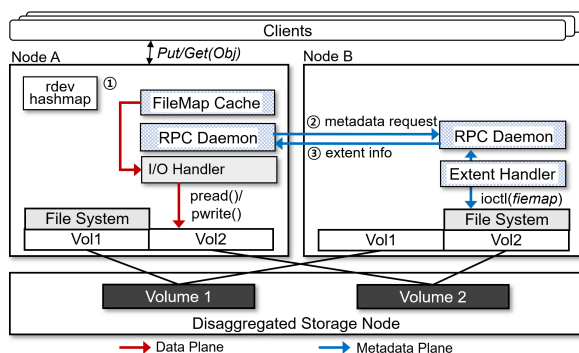 Clients
Node A
Put/Get(Obj)
Node B
rdev
hashmap
①
FileMap Cache
RPC Daemon
② metadata request
③ extent info
RPC Daemon
I/O Handler
Extent Handler
pread()/
pwrite()
ioctl(fiemap)
File System
File System
Vol1
Vol2
Vol1
Vol2
Volume 1
Volume 2
Disaggregated Storage Node
Data Plane
Metadata Plane